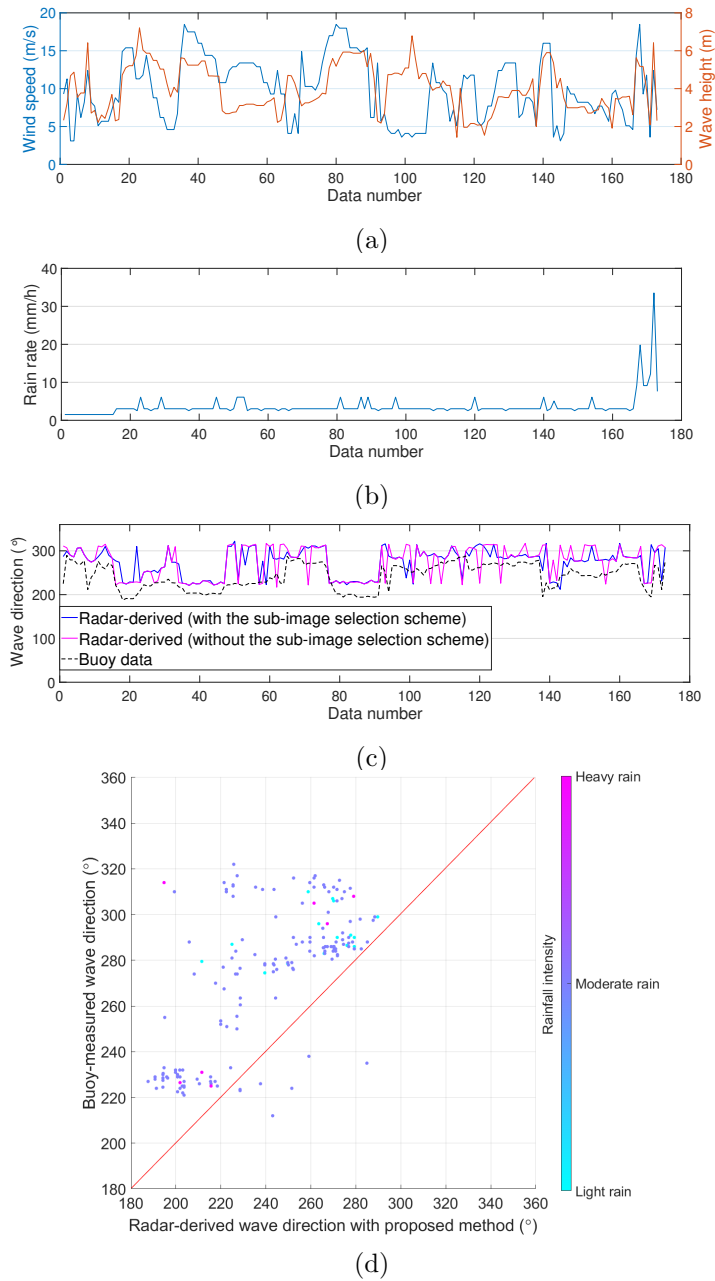 20
15
10
5
0
Wind speed (m/s)
8
6
4
2
0
Wave height (m)
0 20 40 60 80 100 120 140 160 180
Data number
(a)
40
30
20
10
0
Rain rate (mm/h)
0 20 40 60 80 100 120 140 160 180
Data number
(b)
300
200
100
0
Wave direction (°)
Radar-derived (with the sub-image selection scheme)
Radar-derived (without the sub-image selection scheme)
Buoy data
0 20 40 60 80 100 120 140 160 180
Data number
(c)
360
340
320
300
280
260
240
220
200
180
Buoy-measured wave direction (°)
180 200 220 240 260 280 300 320 340 360
Radar-derived wave direction with proposed method (°)
Heavy rain
Moderate rain
Light rain
Rainfall intensity
(d)